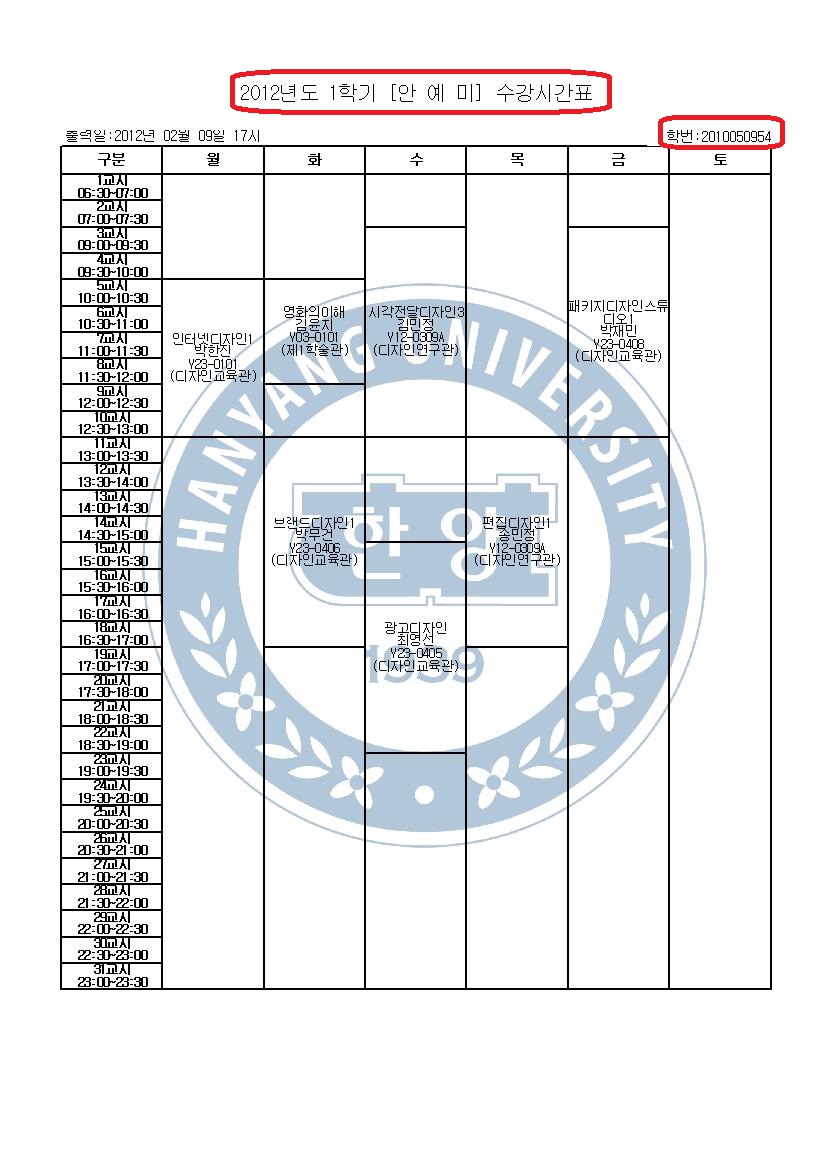 2012년도 1학기 [안 예 미] 수강시간표
출력일:2012년 02월 09일 17시
학번:2010050954
구분 월 화 수 목 금 토
1교시
06:30~07:00
2교시
07:00~07:30
3교시
09:00~09:30
4교시
09:30~10:00
5교시
10:00~10:30
6교시
10:30~11:00
7교시
11:00~11:30
8교시
11:30~12:00
9교시
12:00~12:30
10교시
12:30~13:00
11교시
13:00~13:30
12교시
13:30~14:00
13교시
14:00~14:30
14교시
14:30~15:00
15교시
15:00~15:30
16교시
15:30~16:00
17교시
16:00~16:30
18교시
16:30~17:00
19교시
17:00~17:30
20교시
17:30~18:00
21교시
18:00~18:30
22교시
18:30~19:00
23교시
19:00~19:30
24교시
19:30~20:00
25교시
20:00~20:30
26교시
20:30~21:00
27교시
21:00~21:30
28교시
21:30~22:00
29교시
22:00~22:30
30교시
22:30~23:00
31교시
23:00~23:30
인터넷디자인1
박한진
Y23-0101
(디자인교육관)
영화의이해
김윤지
Y03-0101
(제1학술관)
브랜드디자인1
박무건
Y23-0406
(디자인교육관)
시각전달디자인3
김민정
Y12-0309A
(디자인연구관)
광고디자인
최영선
Y23-0405
(디자인교육관)
편집디자인1
송민정
Y12-0309A
(디자인연구관)
패키지디자인스튜
디오1
박재민
Y23-0408
(디자인교육관)
HANYANG UNIVERSITY
한양
1939